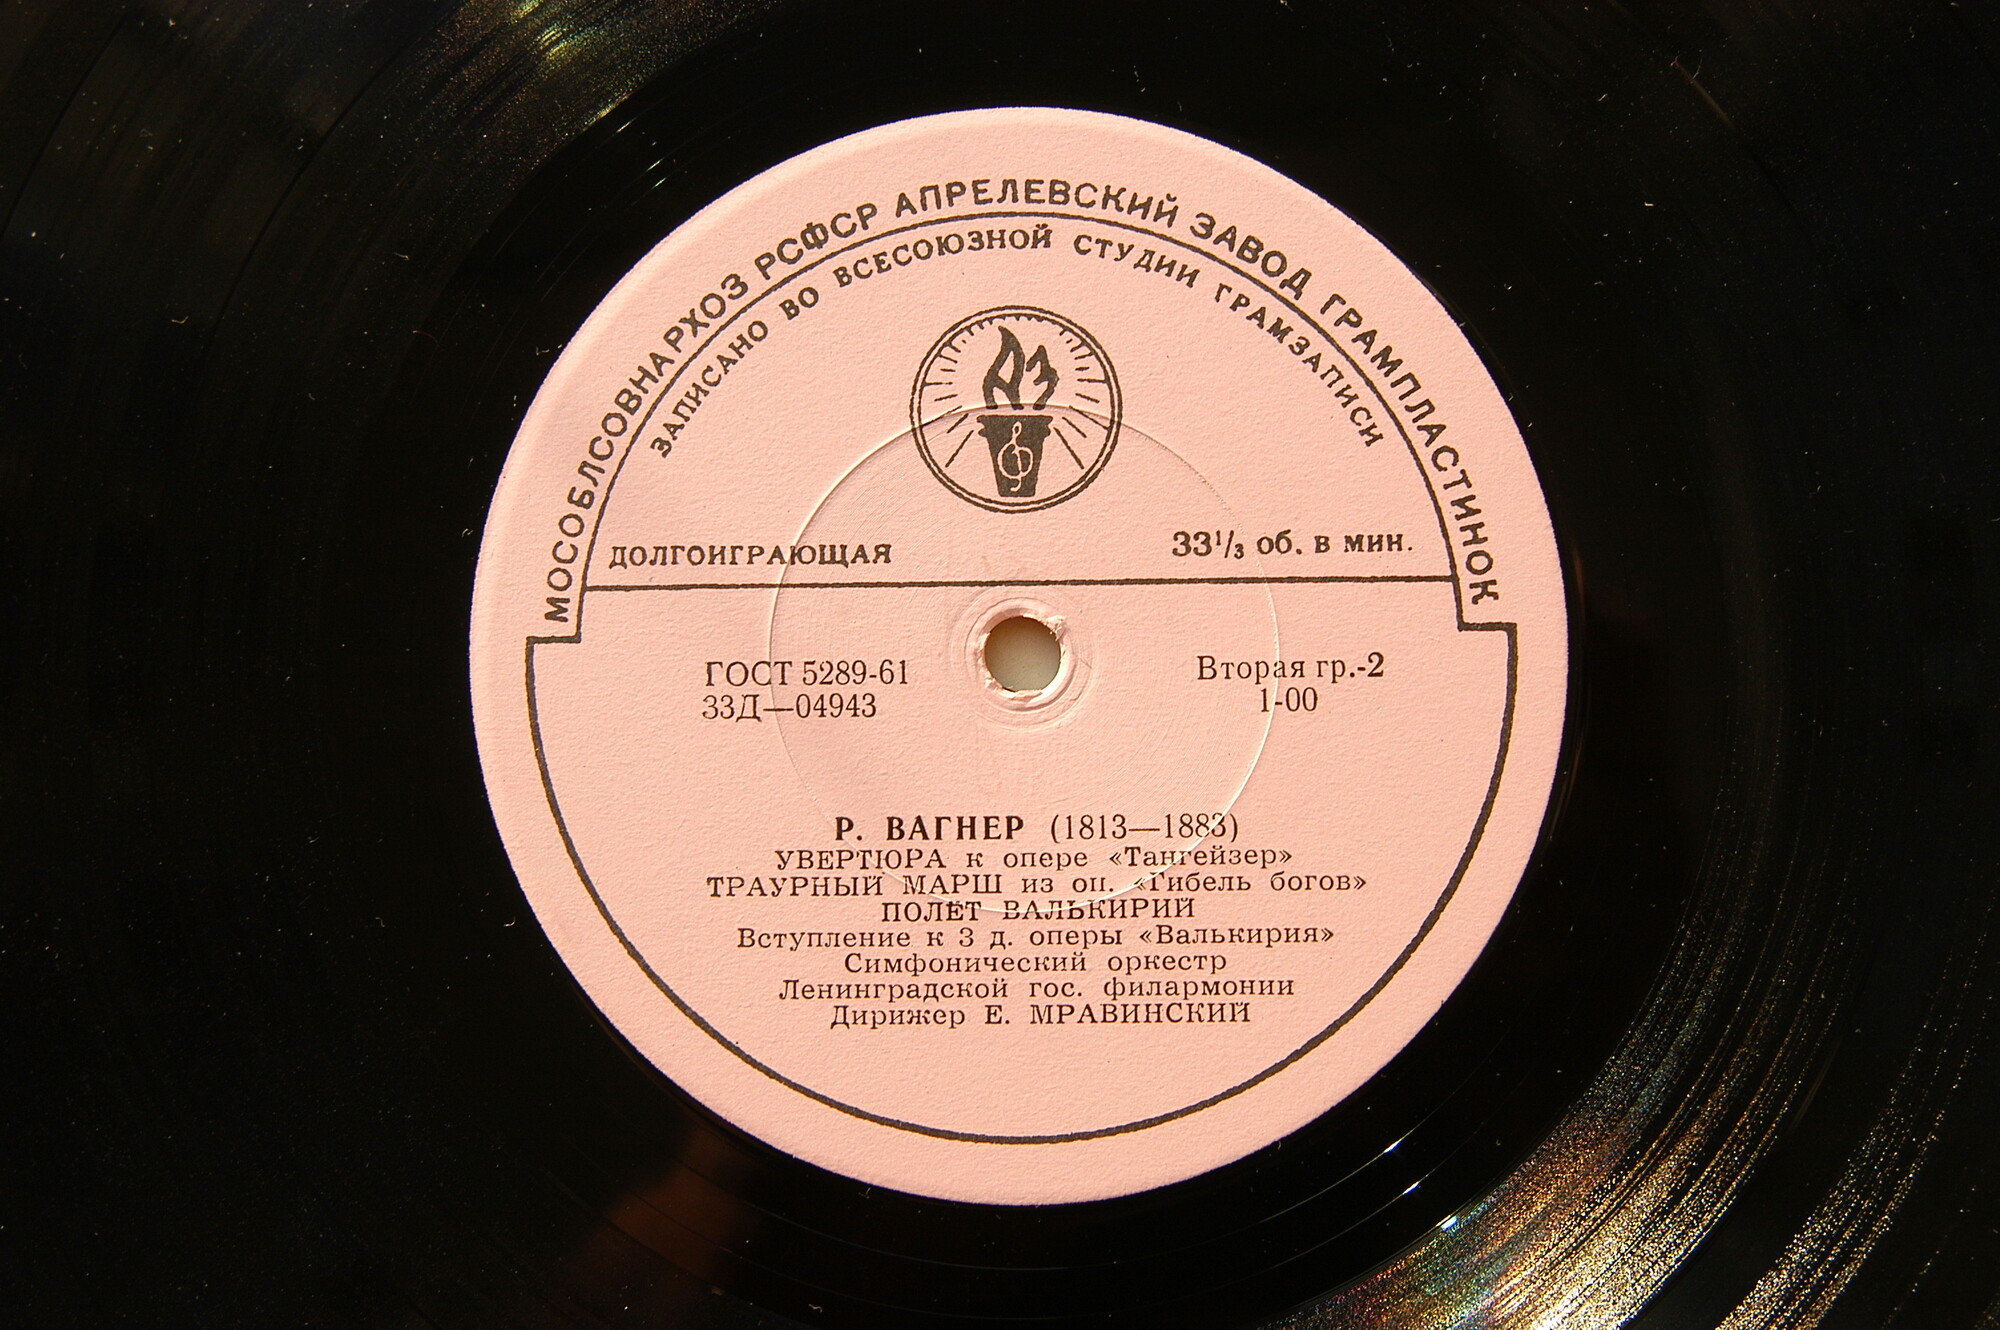 МОСОБЛСОВНАРХОЗ РСФСР АПРЕЛЕВСКИЙ ЗАВОД ГРАМПЛАСТИНОК
ЗАПИСАНО ВО ВСЕСОЮЗНОЙ СТУДИИ ГРАМЗАПИСИ
АЗ
ДОЛГОИГРАЮЩАЯ
33 1/3 об. в мин.
ГОСТ 5289-61
33Д—04943
Вторая гр.-2
1-00
Р. ВАГНЕР (1813—1883)
УВЕРТЮРА к опере «Тангейзер»
ТРАУРНЫЙ МАРШ из оп. «Гибель богов»
ПОЛЕТ ВАЛЬКИРИЙ
Вступление к 3 д. оперы «Валькирия»
Симфонический оркестр
Ленинградской гос. филармонии
Дирижер Е. МРАВИНСКИЙ